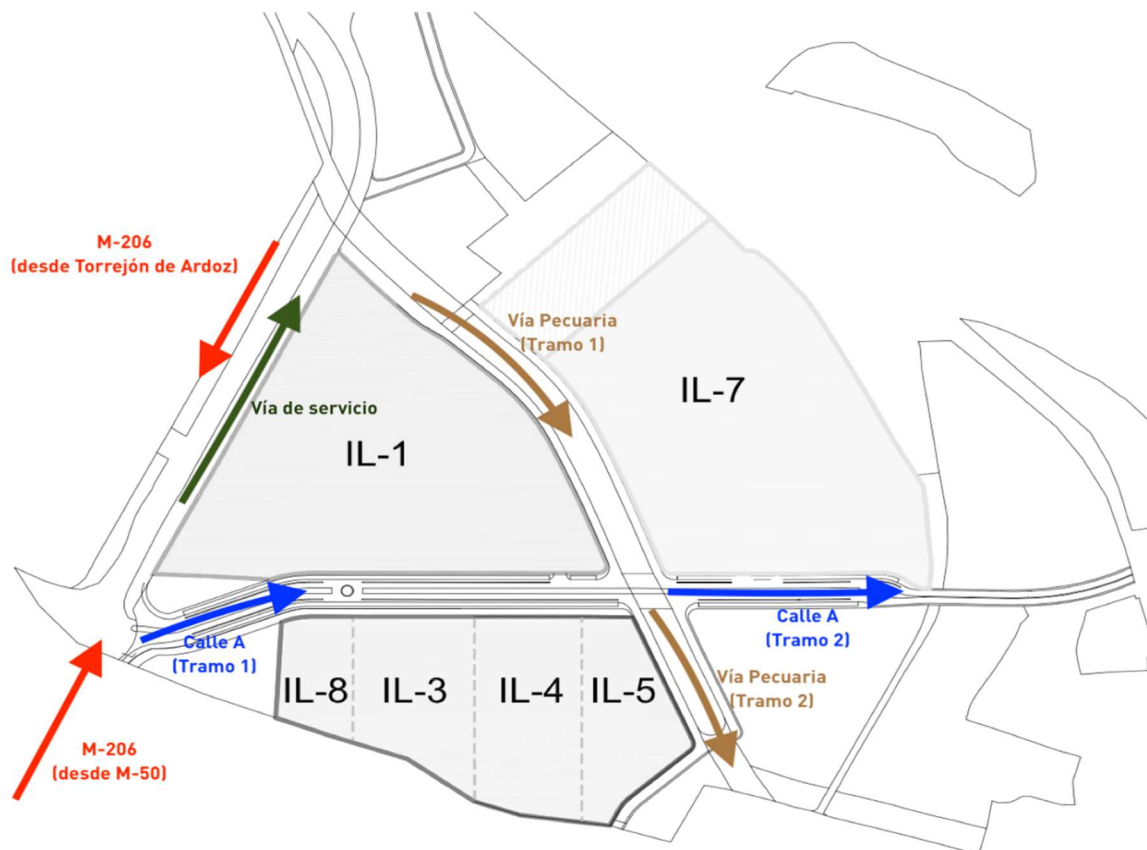 M-206
(desde Torrejón de Ardoz)
Vía Pecuaria
(Tramo 1)
IL-7
Vía de servicio
IL-1
Calle A
(Tramo 1)
Calle A
(Tramo 2)
IL-8
IL-3
IL-4
IL-5
Vía Pecuaria
(Tramo 2)
M-206
(desde M-50)